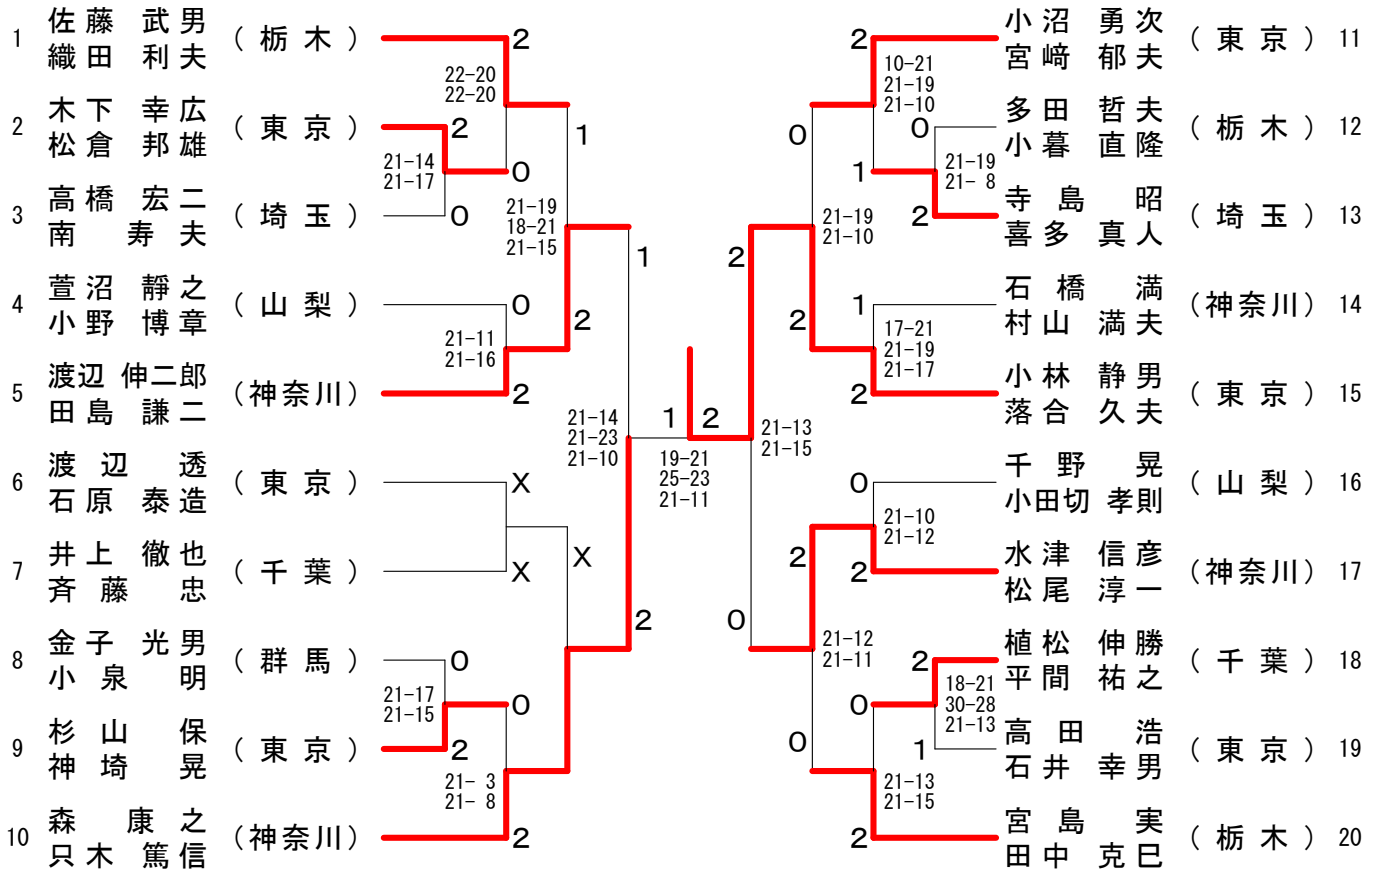 1 佐藤 武男 (栃木) 2
織田 利夫
22-20
22-20
2 木下 幸広 (東京) 2
松倉 邦雄
1
21-14
21-17
0
3 高橋 宏二 (埼玉) 0
南 寿夫
21-19
18-21
21-15
1
4 萱沼 靜之 (山梨) 0
小野 博章
2
21-11
21-16
5 渡辺 伸二郎 (神奈川) 2
田島 謙二
21-14
21-23
21-10
1 2
19-21
25-23
21-11
6 渡辺 透 (東京) X
石原 泰造
7 井上 徹也 (千葉) X
斉藤 忠
X
2
8 金子 光男 (群馬) 0
小泉 明
21-17
21-15
0
9 杉山 保 (東京) 2
神埼 晃
21- 3
21- 8
10 森 康之 (神奈川) 2
只木 篤信
2 小沼 勇次 (東京) 11
宮﨑 郁夫
10-21
21-19
21-10
0
0 多田 哲夫 (栃木) 12
小暮 直隆
21-19
21- 8
1
2 寺島 昭 (埼玉) 13
喜多 真人
21-19
21-10
2
1 石橋 満 (神奈川) 14
村山 満夫
2
17-21
21-19
21-17
2 小林 静男 (東京) 15
落合 久夫
21-13
21-15
0 千野 晃 (山梨) 16
小田切 孝則
21-10
21-12
2
2 水津 信彦 (神奈川) 17
松尾 淳一
0
21-12
21-11
2 植松 伸勝 (千葉) 18
平間 祐之
18-21
30-28
21-13
0
0
1 高田 浩 (東京) 19
石井 幸男
21-13
21-15
2 宮島 実 (栃木) 20
田中 克巳